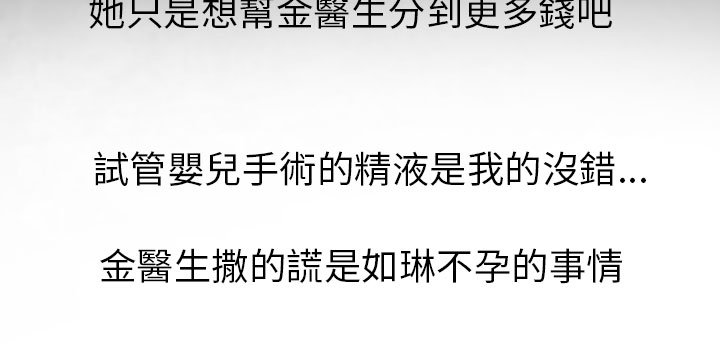 她只是想幫金醫生分到更多錢吧
試管嬰兒手術的精液是我的沒錯...
金醫生撒的謊是如琳不孕的事情